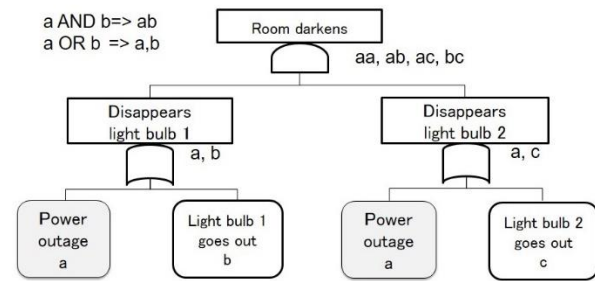 a AND b=> ab
a OR b => a,b
Room darkens
aa, ab, ac, bc
Disappears
light bulb 1
a, b
Disappears
light bulb 2
a, c
Power
outage
a
Light bulb 1
goes out
b
Power
outage
a
Light bulb 2
goes out
c